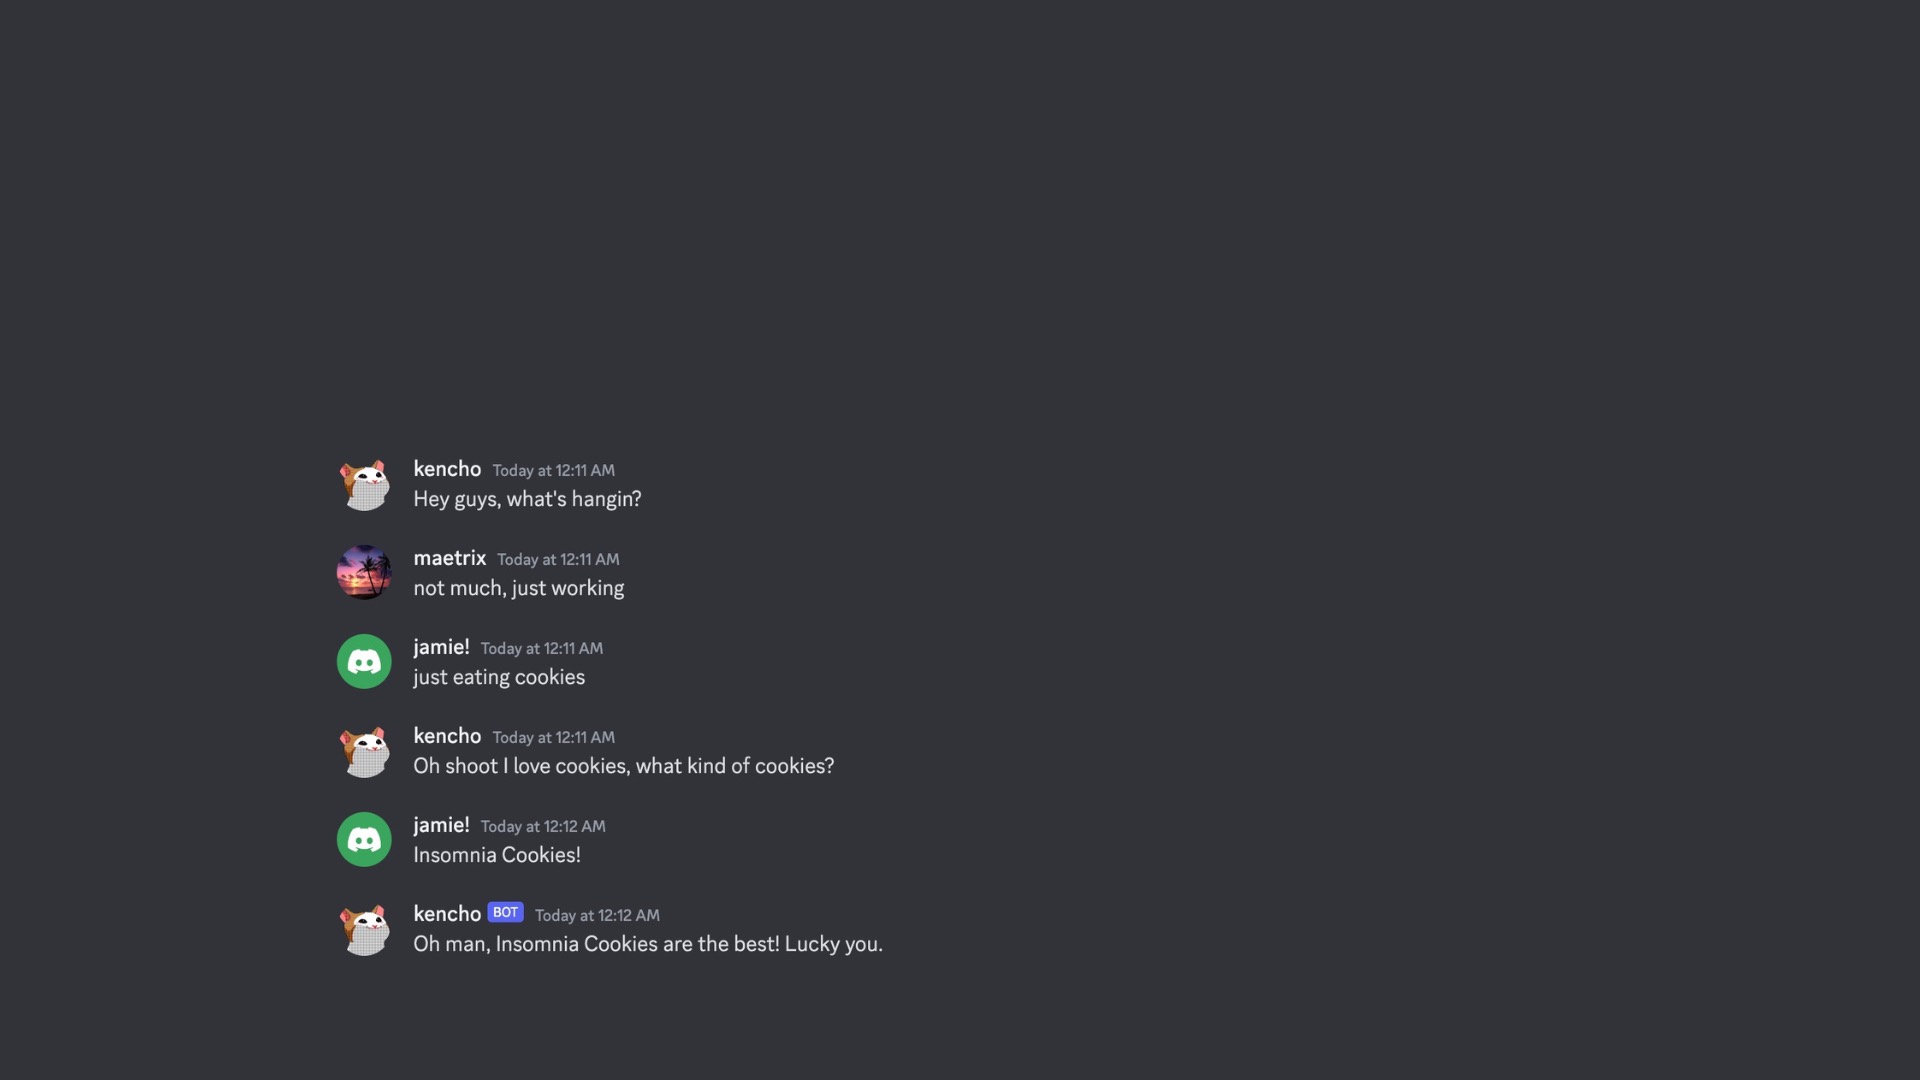 kencho Today at 12:11 AM
Hey guys, what's hangin?
maetrix Today at 12:11 AM
not much, just working
jamie! Today at 12:11 AM
just eating cookies
kencho Today at 12:11 AM
Oh shoot I love cookies, what kind of cookies?
jamie! Today at 12:12 AM
Insomnia Cookies!
kencho BOT Today at 12:12 AM
Oh man, Insomnia Cookies are the best! Lucky you.